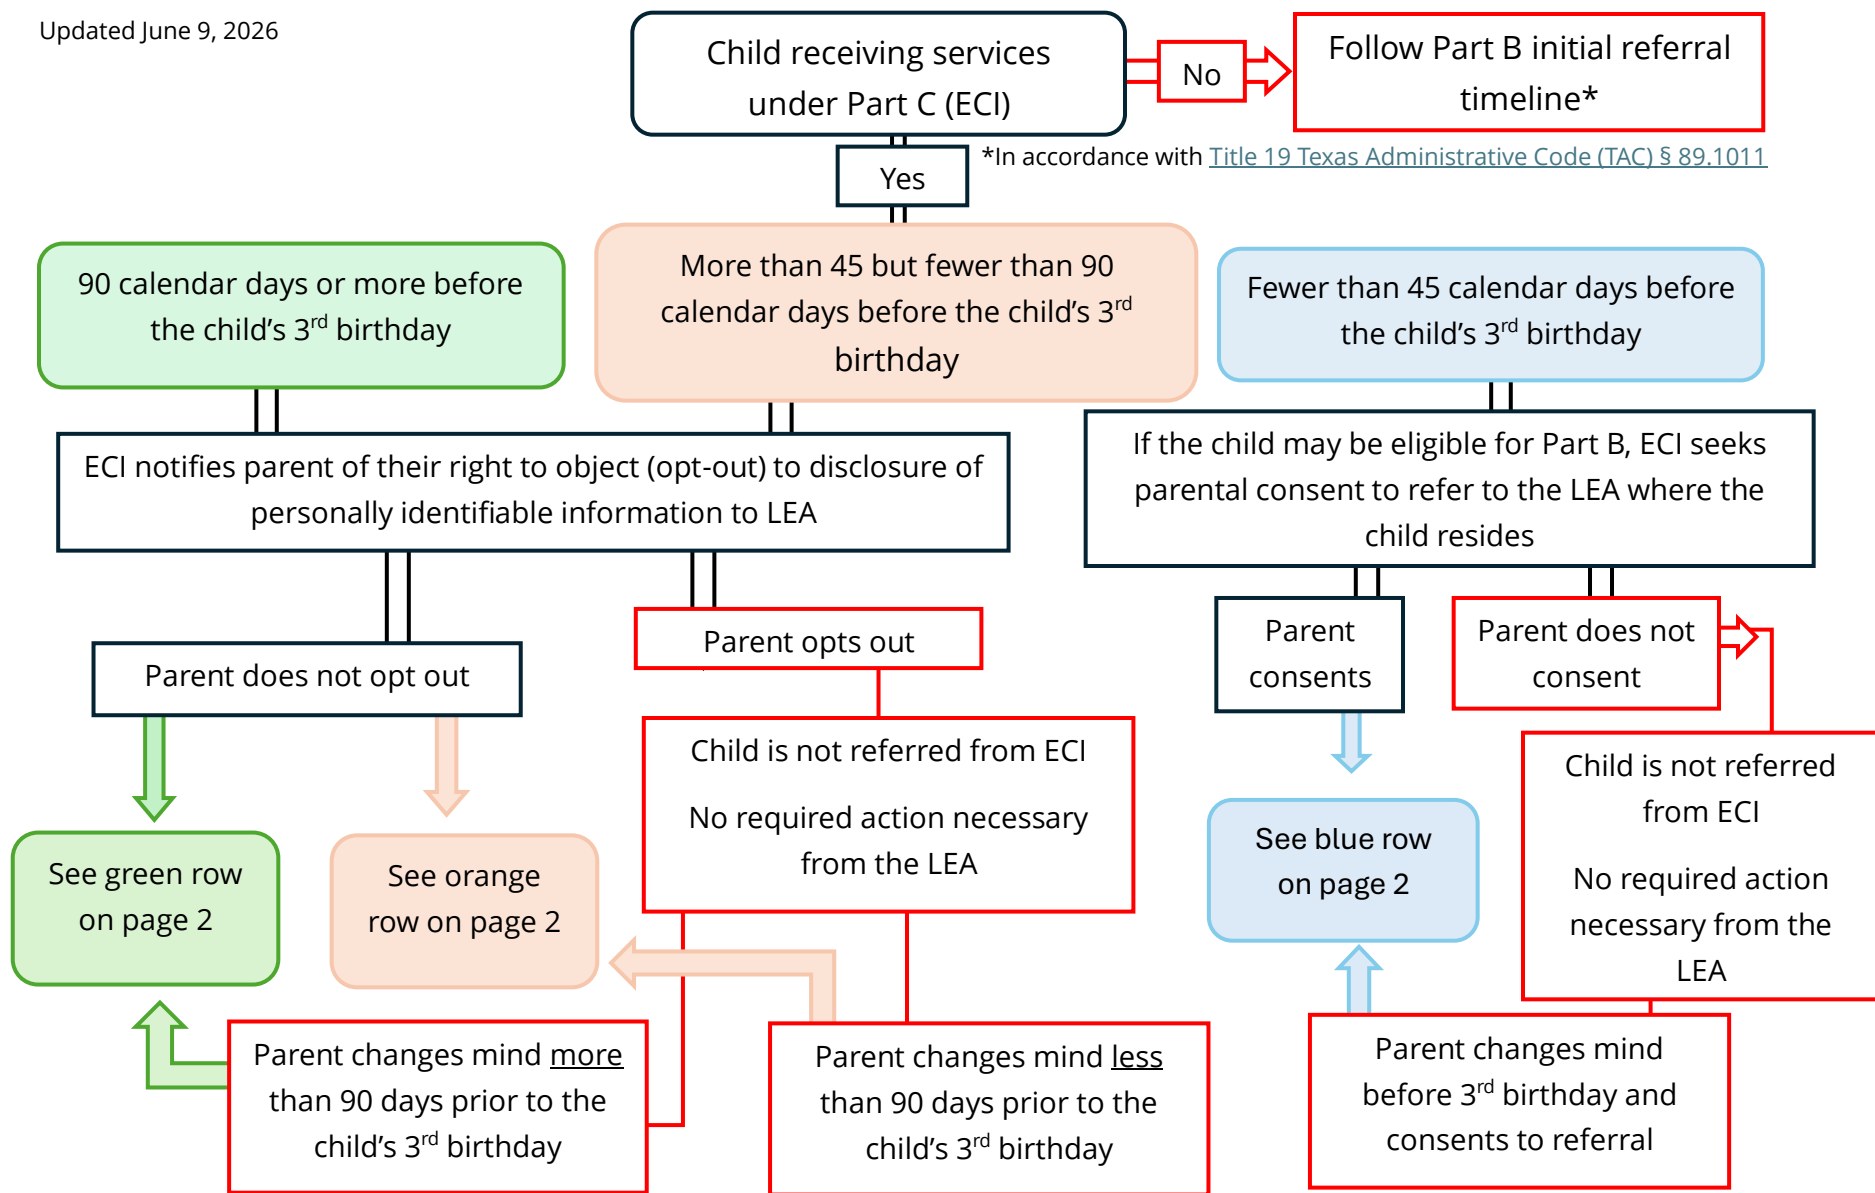 Updated June 9, 2026
Child receiving services
under Part C (ECI)
No
Follow Part B initial referral
timeline*
*In accordance with Title 19 Texas Administrative Code (TAC) § 89.1011
Yes
90 calendar days or more before
the child’s 3rd birthday
More than 45 but fewer than 90
calendar days before the child’s 3rd
birthday
Fewer than 45 calendar days before
the child’s 3rd birthday
ECI notifies parent of their right to object (opt-out) to disclosure of
personally identifiable information to LEA
If the child may be eligible for Part B, ECI seeks
parental consent to refer to the LEA where the
child resides
Parent does not opt out
Parent opts out
Parent
consents
Parent does not
consent
Child is not referred from ECI
No required action necessary
from the LEA
Child is not referred
from ECI
No required action
necessary from the
LEA
See green row
on page 2
See orange
row on page 2
See blue row
on page 2
Parent changes mind more
than 90 days prior to the
child’s 3rd birthday
Parent changes mind less
than 90 days prior to the
child’s 3rd birthday
Parent changes mind
before 3rd birthday and
consents to referral